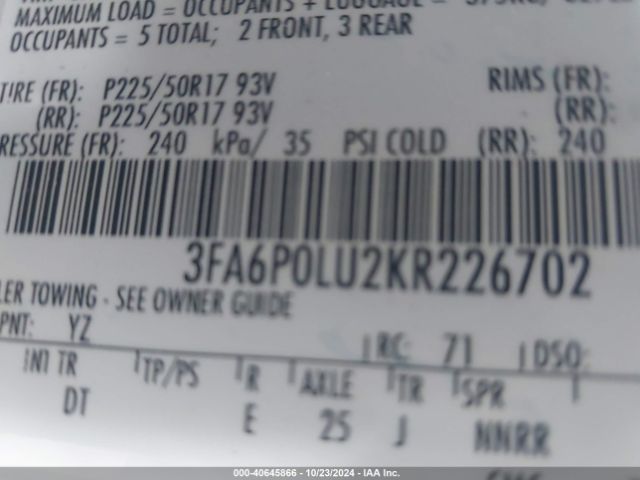 MAXIMUM LOAD = OCCUPANTS + LUGGAGE =
OCCUPANTS = 5 TOTAL; 2 FRONT, 3 REAR
TIRE (FR): P225/50R17 93V RIMS (FR):
(RR): P225/50R17 93V (RR):
RESSURE (FR): 240 kPa/ 35 PSI COLD (RR): 240
3FA6P0LU2KR226702
LER TOWING - SEE OWNER GUIDE
PNT: YZ RC: 71 DSO:
INT TR TP/PS R AXLE TR SPR
DT E 25 J NNRR
000-40645866 - 10/23/2024 - IAA Inc.